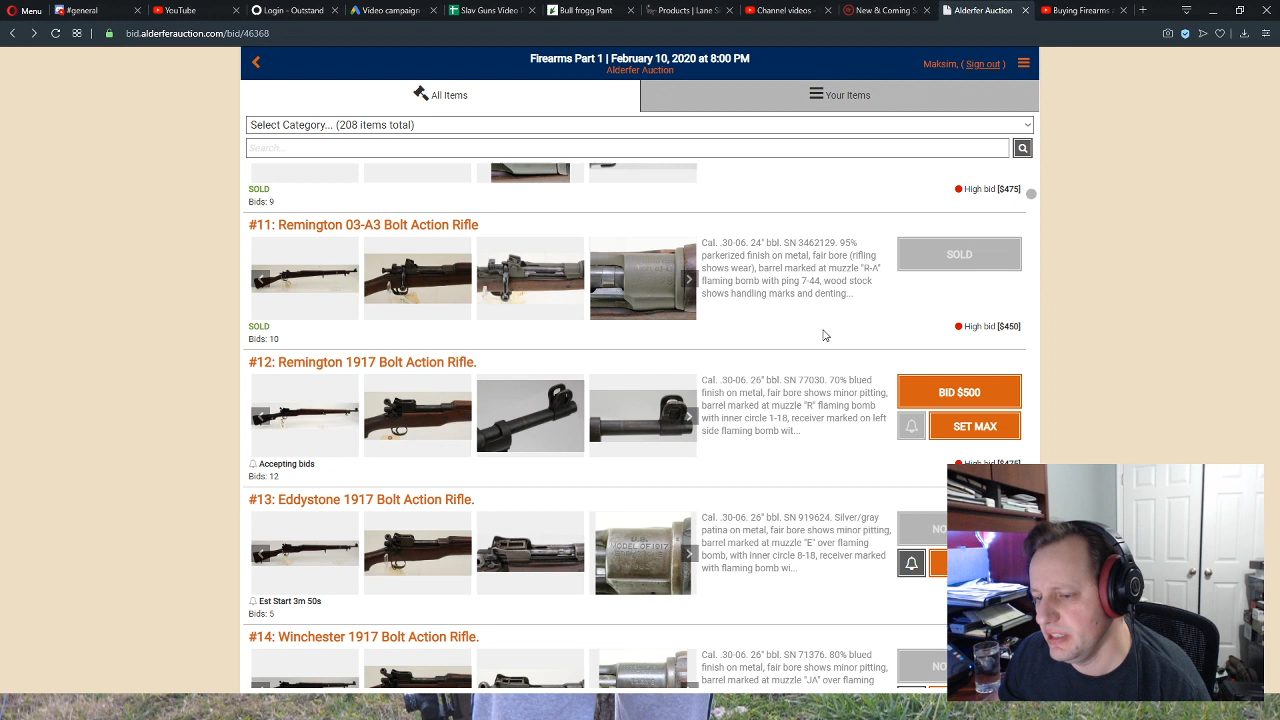 #general
YouTube
Login - Outstand
Video campaign
Slav Guns Video I
Bull frogg Pant
Products | Lane S
Channel videos -
New & Coming S
Alderfer Auction
Buying Firearms
Menu
bid.alderferauction.com/bid/46368
Firearms Part 1 | February 10, 2020 at 8:00 PM
Alderfer Auction
Maksim, ( Sign out )
All Items
Your Items
Select Category... (208 items total)
Search...
SOLD
High bid [$475]
Bids: 9
#11: Remington 03-A3 Bolt Action Rifle
Cal. .30-06. 24" bbl. SN 3462129. 95%
parkerized finish on metal, fair bore (rifling
shows wear), barrel marked at muzzle "R-A"
flaming bomb with ping 7-44, wood stock
shows handling marks and denting...
SOLD
SOLD
High bid [$450]
Bids: 10
#12: Remington 1917 Bolt Action Rifle.
Cal. .30-06. 26" bbl. SN 77030. 70% blued
finish on metal, fair bore shows minor pitting,
barrel marked at muzzle "R" flaming bomb
with inner circle 1-18, receiver marked on left
side flaming bomb wit...
BID $500
SET MAX
Accepting bids
High bid [$475]
Bids: 12
#13: Eddystone 1917 Bolt Action Rifle.
Cal. .30-06. 26" bbl. SN 919624. Silver/gray
patina on metal, fair bore shows minor pitting,
barrel marked at muzzle "E" over flaming
bomb, with inner circle 8-18, receiver marked
with flaming bomb wi...
NO
U.S.
MODEL OF 1917
Est Start 3m 50s
Bids: 5
#14: Winchester 1917 Bolt Action Rifle.
Cal. .30-06. 26" bbl. SN 71376. 80% blued
finish on metal, fair bore shows minor pitting,
barrel marked at muzzle "JA" over flaming
NO